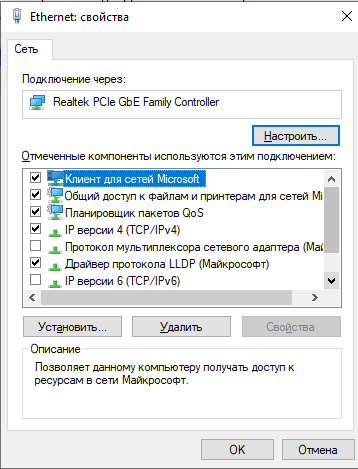 Ethernet: свойства
Сеть
Подключение через:
Realtek PCIe GbE Family Controller
Настроить...
Отмеченные компоненты используются этим подключением:
Клиент для сетей Microsoft
Общий доступ к файлам и принтерам для сетей Mi
Планировщик пакетов QoS
IP версии 4 (TCP/IPv4)
Протокол мультиплексора сетевого адаптера (Май
Драйвер протокола LLDP (Майкрософт)
IP версии 6 (TCP/IPv6)
Установить... Удалить Свойства
Описание
Позволяет данному компьютеру получать доступ к
ресурсам в сети Майкрософт.
OK Отмена